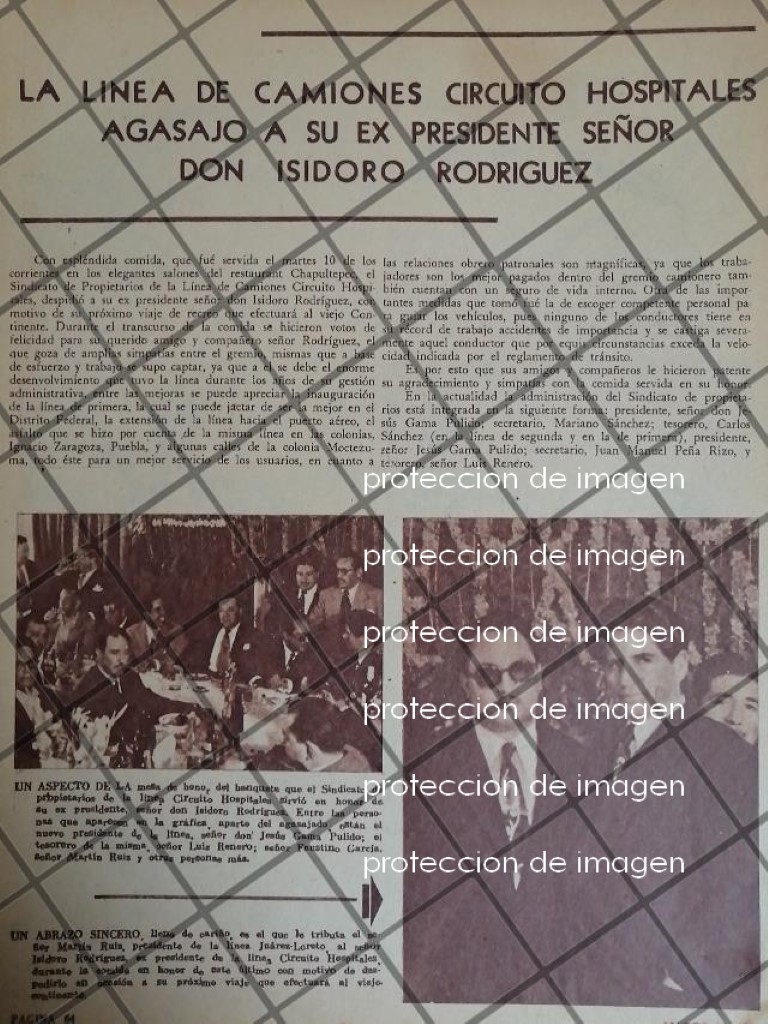 LA LINEA DE CAMIONES CIRCUITO HOSPITALES
AGASAJO A SU EX PRESIDENTE SEÑOR
DON ISIDORO RODRIGUEZ
Con espléndida comida, que fué servida el martes 10 de los
corrientes en los elegantes salones del restaurant Chapultepec, el
Sindicato de Propietarios de la Línea de Camiones Circuito Hospi-
tales, despidió a su ex presidente señor don Isidoro Rodríguez, con
motivo de su próximo viaje de recreo que efectuará al viejo Con-
tinente. Durante el transcurso de la comida se hicieron votos de
felicidad para su querido amigo y compañero señor Rodríguez, el
que goza de amplias simpatías entre el gremio, mismas que a base
de esfuerzo y trabajo se supo captar, ya que a él se debe el enorme
desenvolvimiento que tuvo la línea durante los años de su gestión
administrativa, entre las mejoras se puede apreciar la inauguración
de la línea de primera, la cual se puede jactar de ser la mejor en el
Distrito Federal, la extensión de la línea hacia el puerto aéreo, el
asfalto que se hizo por cuenta de la misma línea en las colonias,
Ignacio Zaragoza, Puebla, y algunas calles de la colonia Moctezu-
ma, todo éste para un mejor servicio de los usuarios, en cuanto a
las relaciones obrero patronales son magníficas, ya que los traba-
jadores son los mejor pagados dentro del gremio camionero tam-
bién cuentan con un seguro de vida interno. Otra de las impor-
tantes medidas que tomó fué la de escoger competente personal pa-
ra guiar los vehículos, pues ninguno de los conductores tiene en
su record de trabajo accidentes de importancia y se castiga severa-
mente aquel conductor que por equis circunstancias exceda la velo-
cidad indicada por el reglamento de tránsito.
Es por esto que sus amigos y compañeros le hicieron patente
su agradecimiento y simpatías con la comida servida en su honor.
En la actualidad la administración del Sindicato de propieta-
rios está integrada en la siguiente forma: presidente, señor don Je-
sús Gama Pulido; secretario, Mariano Sánchez; tesorero, Carlos
Sánchez (en la línea de segunda y en la de primera), presidente,
señor Jesús Gama Pulido; secretario, Juan Manuel Peña Rizo, y
tesorero, señor Luis Renero.
proteccion de imagen
proteccion de imagen
proteccion de imagen
proteccion de imagen
proteccion de imagen
proteccion de imagen
UN ASPECTO DE LA mesa de honor del banquete que el Sindicato
propietarios de la línea Circuito Hospitales sirvió en honor de
su ex presidente, señor don Isidoro Rodríguez. Entre las perso-
nas que aparecen en la gráfica, aparte del agasajado, están el
nuevo presidente de la línea, señor don Jesús Gama Pulido; el
tesorero de la misma, señor Luis Renero; señor Faustino García,
señor Martín Ruiz y otras personas más.
UN ABRAZO SINCERO, lleno de cariño, es el que le tributa el se-
ñor Martín Ruiz, presidente de la línea Juárez-Loreto, al señor
Isidoro Rodríguez, ex presidente de la línea Circuito Hospitales,
durante la comida en honor de este último con motivo de des-
pedirlo en ocasión a su próximo viaje que efectuará al viejo
continente.
PAGINA 64